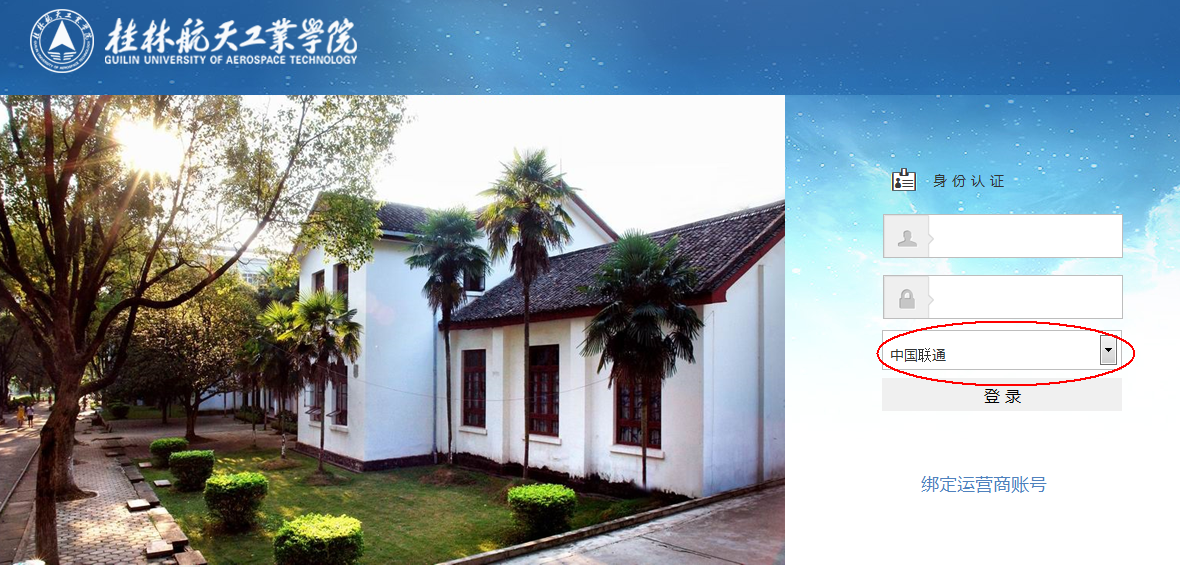 桂林航天工業學院
GUILIN UNIVERSITY OF AEROSPACE TECHNOLOGY
身份认证
中国联通
登录
绑定运营商账号